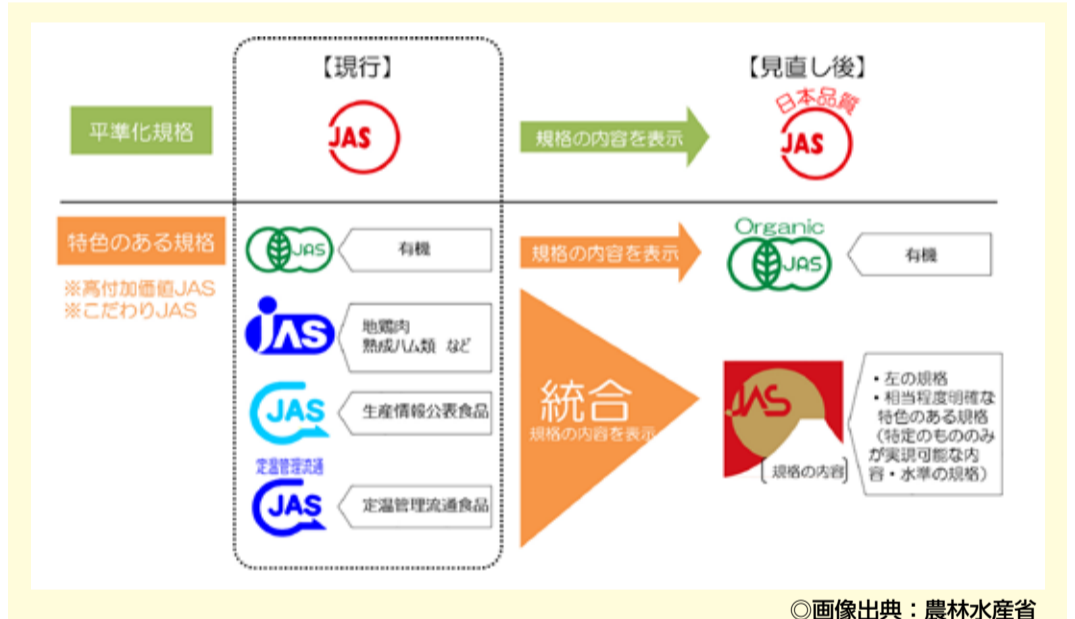 【現行】
【見直し後】
平準化規格
JAS
規格の内容を表示
日本品質
JAS
特色のある規格
※高付加価値JAS
※こだわりJAS
JAS
有機
規格の内容を表示
Organic
JAS
有機
JAS
地鶏肉
熟成ハム類 など
JAS
生産情報公表食品
定温管理流通
JAS
定温管理流通食品
統合
規格の内容を表示
JAS
規格の内容
・左の規格
・相当程度明確な
特色のある規格
（特定のもののみ
が実現可能な内
容・水準の規格）
◎画像出典：農林水産省